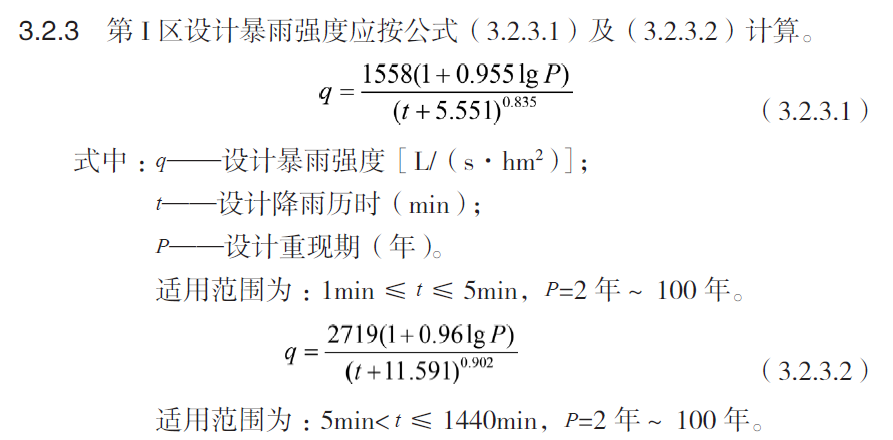 3.2.3 第 I 区设计暴雨强度应按公式（3.2.3.1）及（3.2.3.2）计算。
q = 1558(1 + 0.955 lg P) / (t + 5.551)^0.835 （3.2.3.1）
式中：q——设计暴雨强度［L/（s·hm²）］；
t——设计降雨历时（min）；
P——设计重现期（年）。
适用范围为：1min ≤ t ≤ 5min，P=2 年 ~ 100 年。
q = 2719(1+0.96 lg P) / (t+11.591)^0.902 （3.2.3.2）
适用范围为：5min< t ≤ 1440min，P=2 年 ~ 100 年。